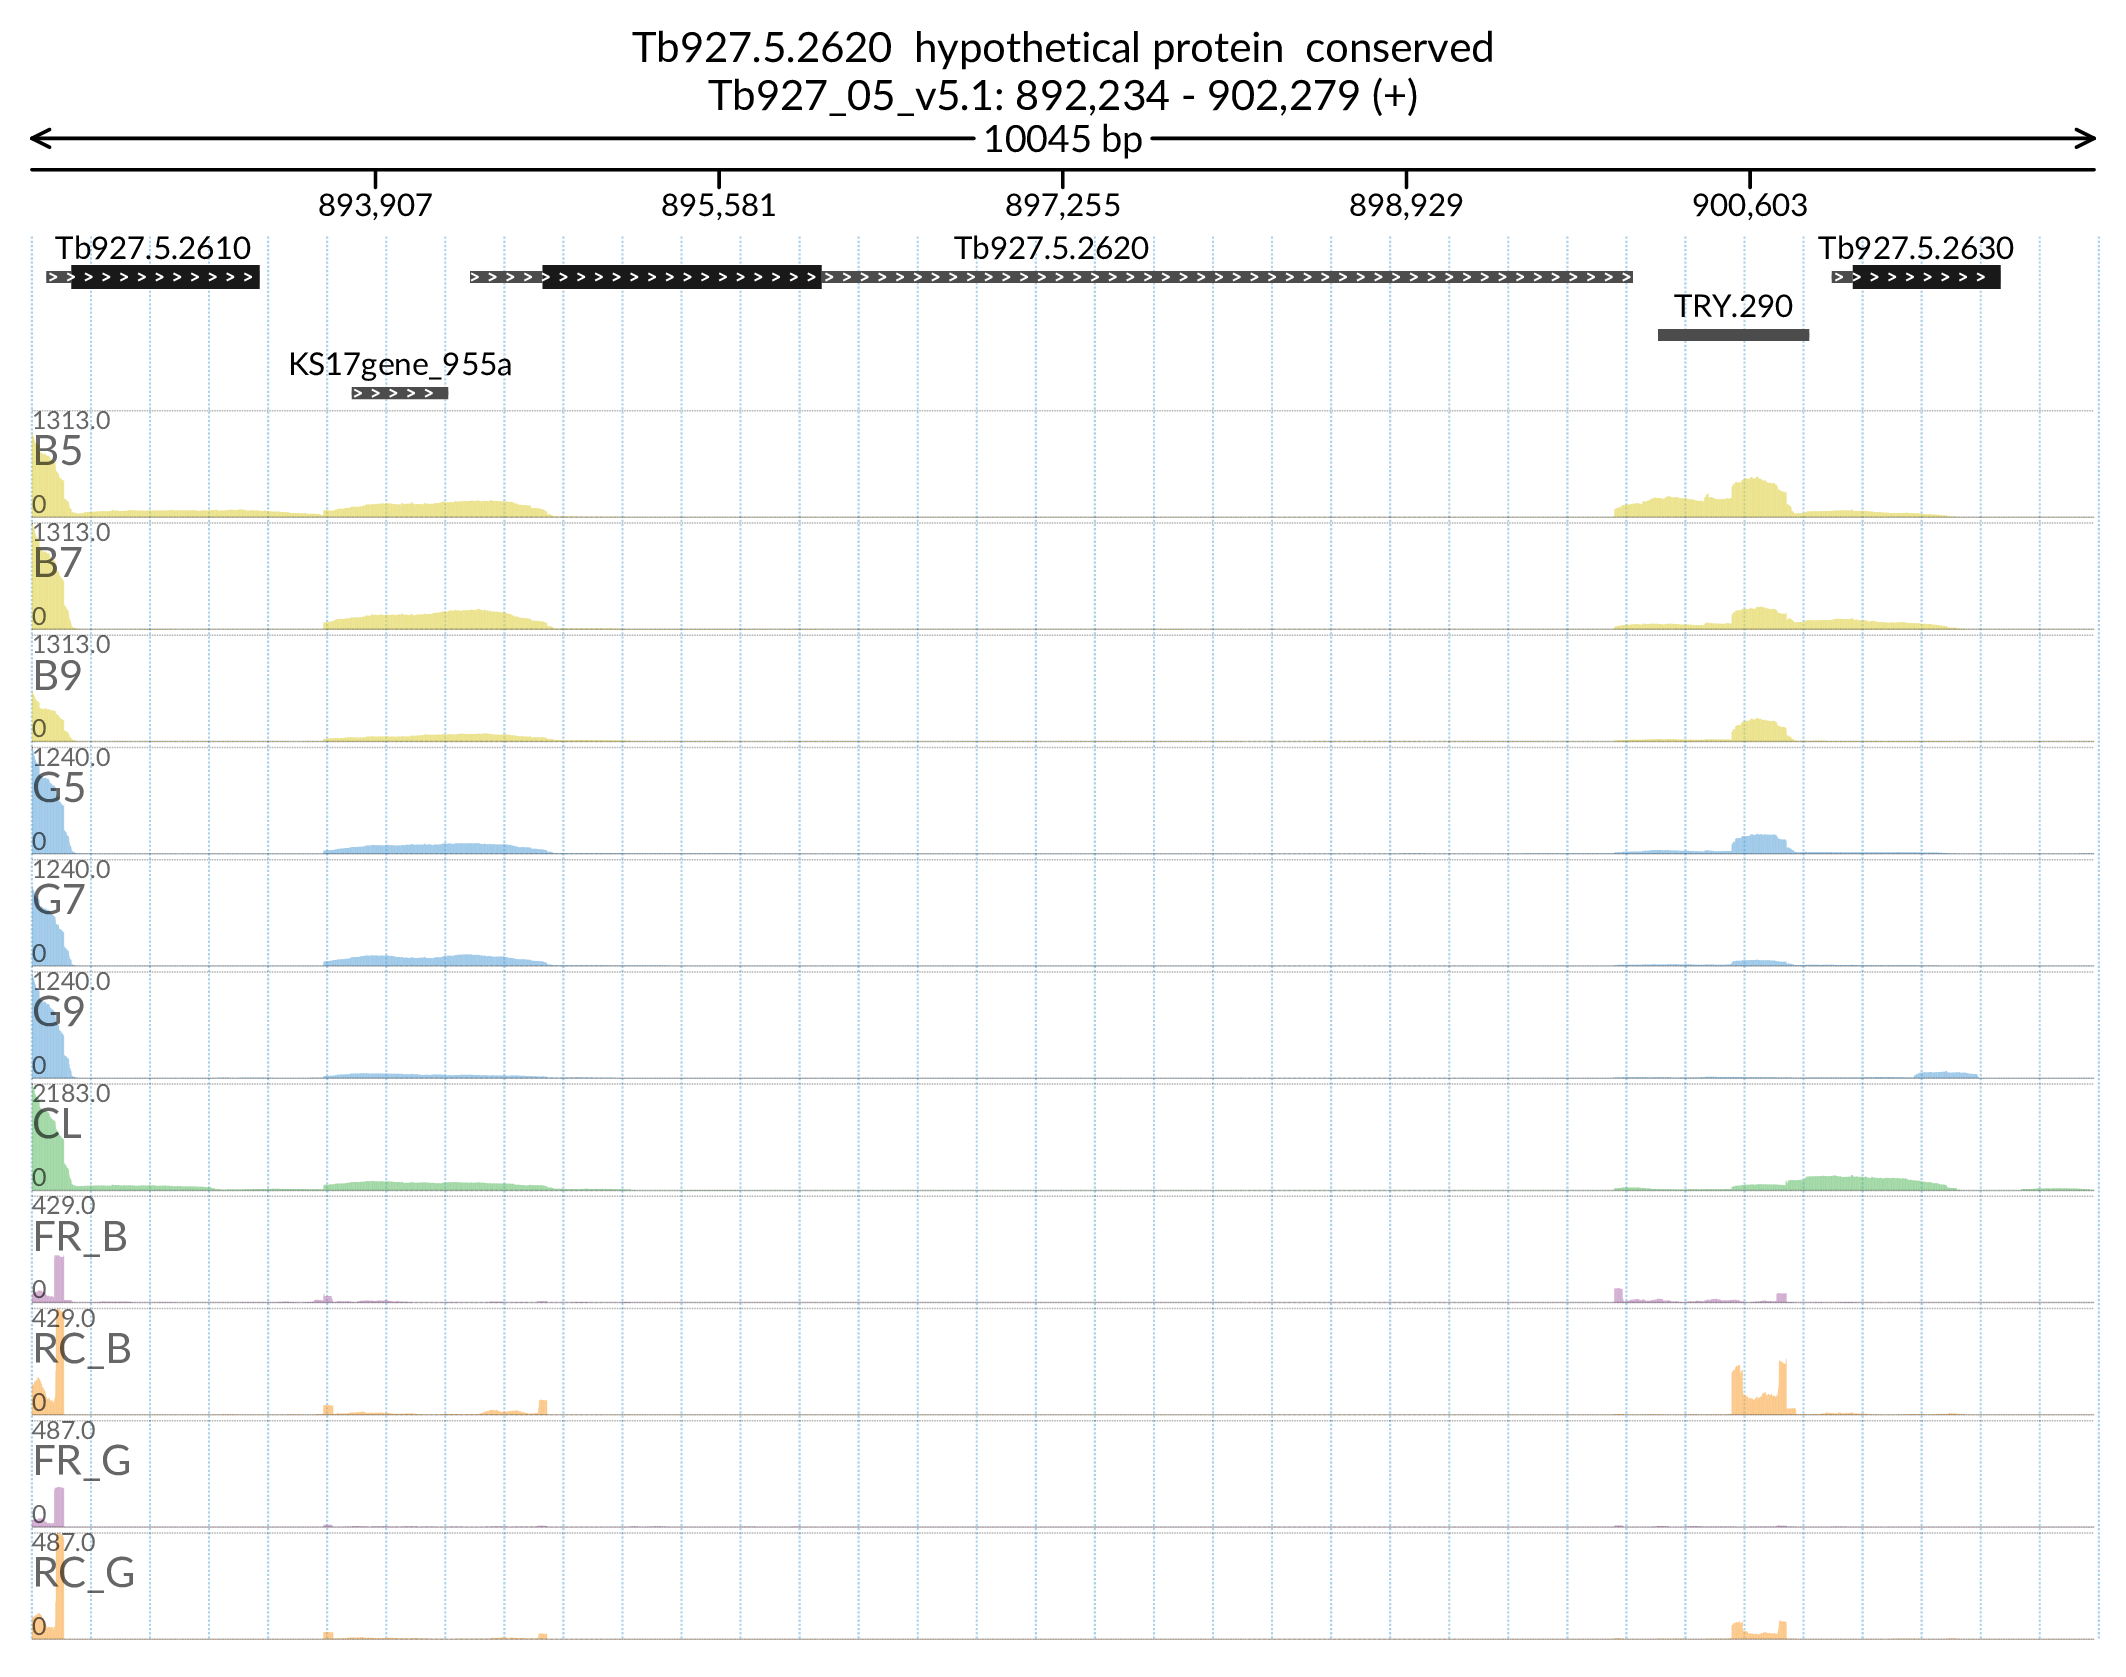 Tb927.5.2620 hypothetical protein conserved
Tb927_05_v5.1: 892,234 - 902,279 (+)
10045 bp
893,907 895,581 897,255 898,929 900,603
Tb927.5.2610 Tb927.5.2620 Tb927.5.2630
TRY.290
KS17gene_955a
1313.0
B5
0
1313.0
B7
0
1313.0
B9
0
1240.0
G5
0
1240.0
G7
0
1240.0
G9
0
2183.0
CL
0
429.0
FR_B
0
429.0
RC_B
0
487.0
FR_G
0
487.0
RC_G
0